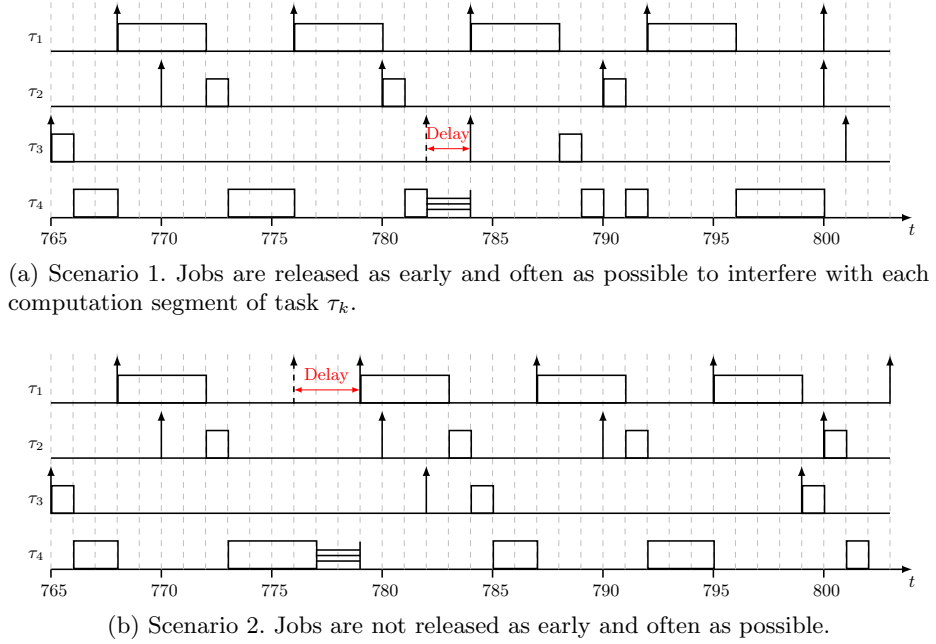 τ1
τ2
τ3
Delay
τ4
765 770 775 780 785 790 795 800 t
(a) Scenario 1. Jobs are released as early and often as possible to interfere with each
computation segment of task τk.
τ1
Delay
τ2
τ3
τ4
765 770 775 780 785 790 795 800 t
(b) Scenario 2. Jobs are not released as early and often as possible.